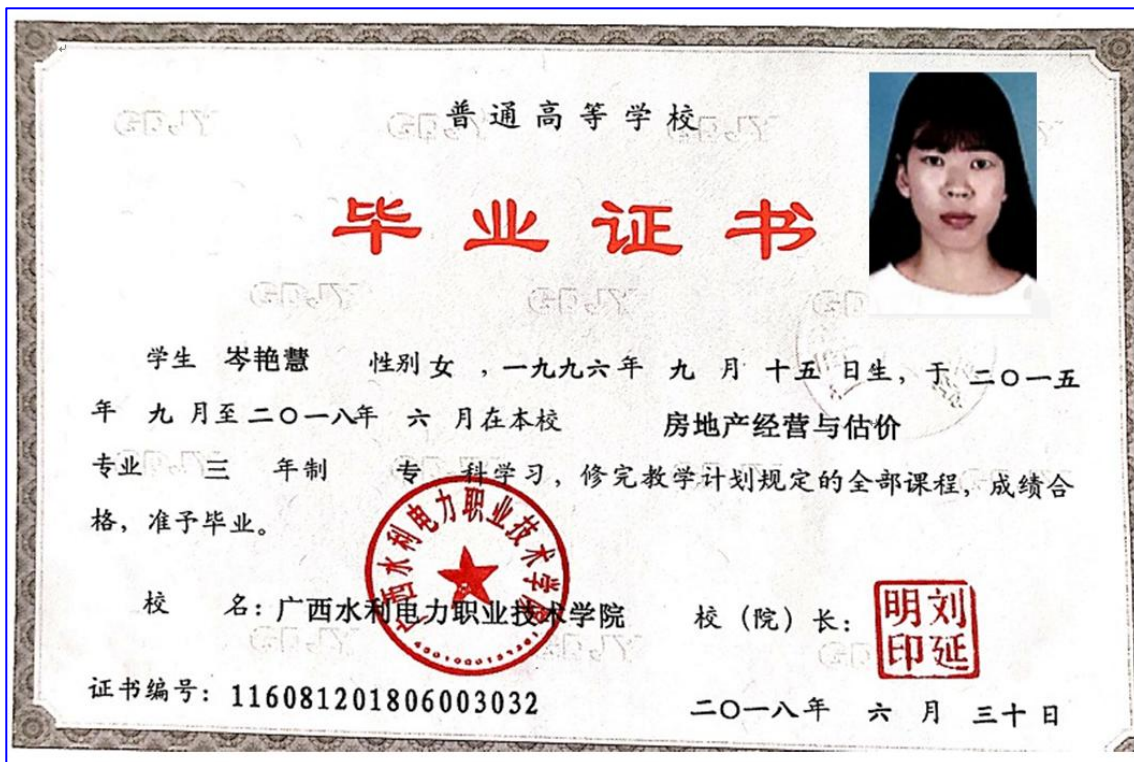 普通高等学校
毕业证书
学生 岑艳慧 性别 女 ,一九九六年 九 月 十五 日生,于 二〇一五
年 九 月至 二〇一八年 六 月在本校 房地产经营与估价
专业 三 年制 专 科学习,修完教学计划规定的全部课程,成绩合
格,准予毕业。
广西水利电力职业技术学院
校 名:广西水利电力职业技术学院 校(院)长: 刘延明印
证书编号:116081201806003032 二〇一八年 六 月 三十 日